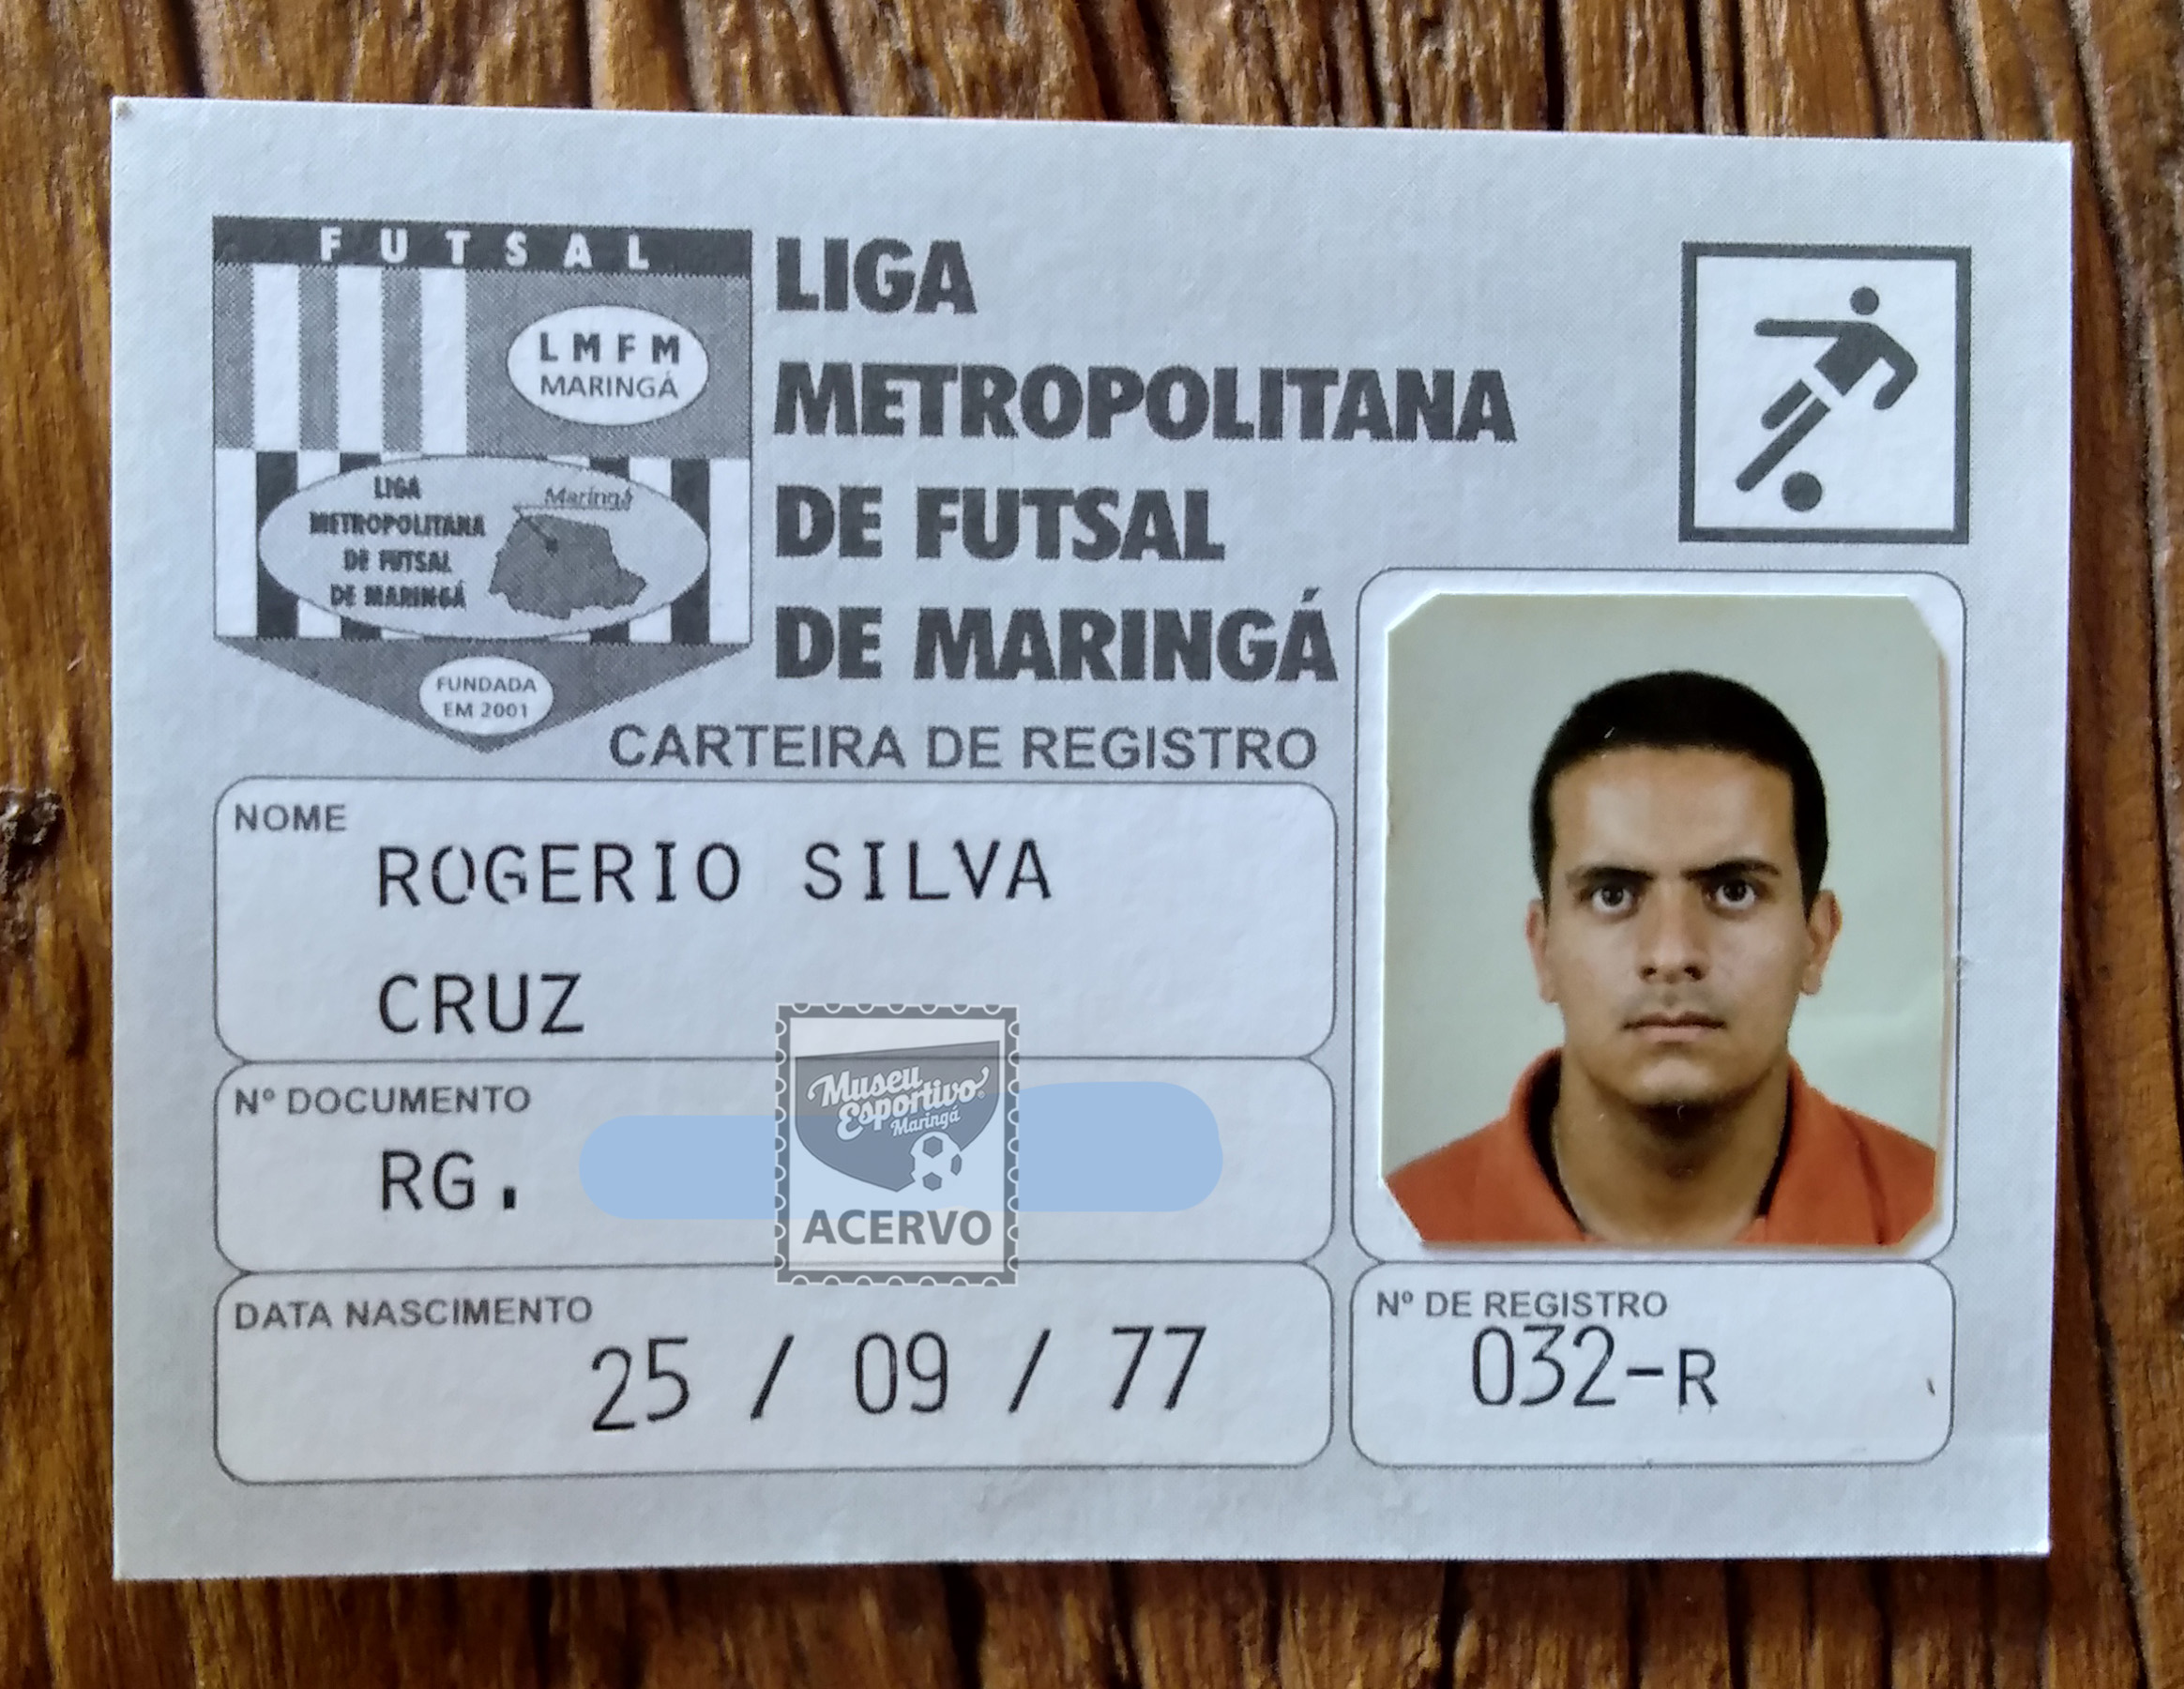 FUTSAL
LMFM
MARINGÁ
LIGA
METROPOLITANA
DE FUTSAL
DE MARINGÁ
Maringá
FUNDADA
EM 2001
LIGA
METROPOLITANA
DE FUTSAL
DE MARINGÁ
CARTEIRA DE REGISTRO
NOME
ROGERIO SILVA
CRUZ
Nº DOCUMENTO
RG.
Museu
Esportivo
Maringá
ACERVO
DATA NASCIMENTO
25 / 09 / 77
Nº DE REGISTRO
032-R